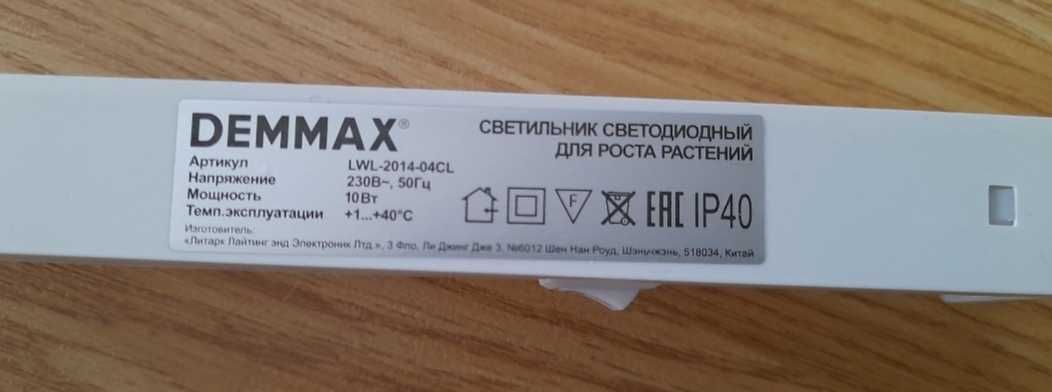 DEMMAX®
СВЕТИЛЬНИК СВЕТОДИОДНЫЙ
ДЛЯ РОСТА РАСТЕНИЙ
Артикул LWL-2014-04CL
Напряжение 230В~, 50Гц
Мощность 10Вт
Темп.эксплуатации +1...+40°C
F EAC IP40
Изготовитель:
«Литарк Лайтинг энд Электроник Лтд.», 3 Фло, Ли Джинг Дже 3, №6012 Шен Нан Роуд, Шэньчжэнь, 518034, Китай